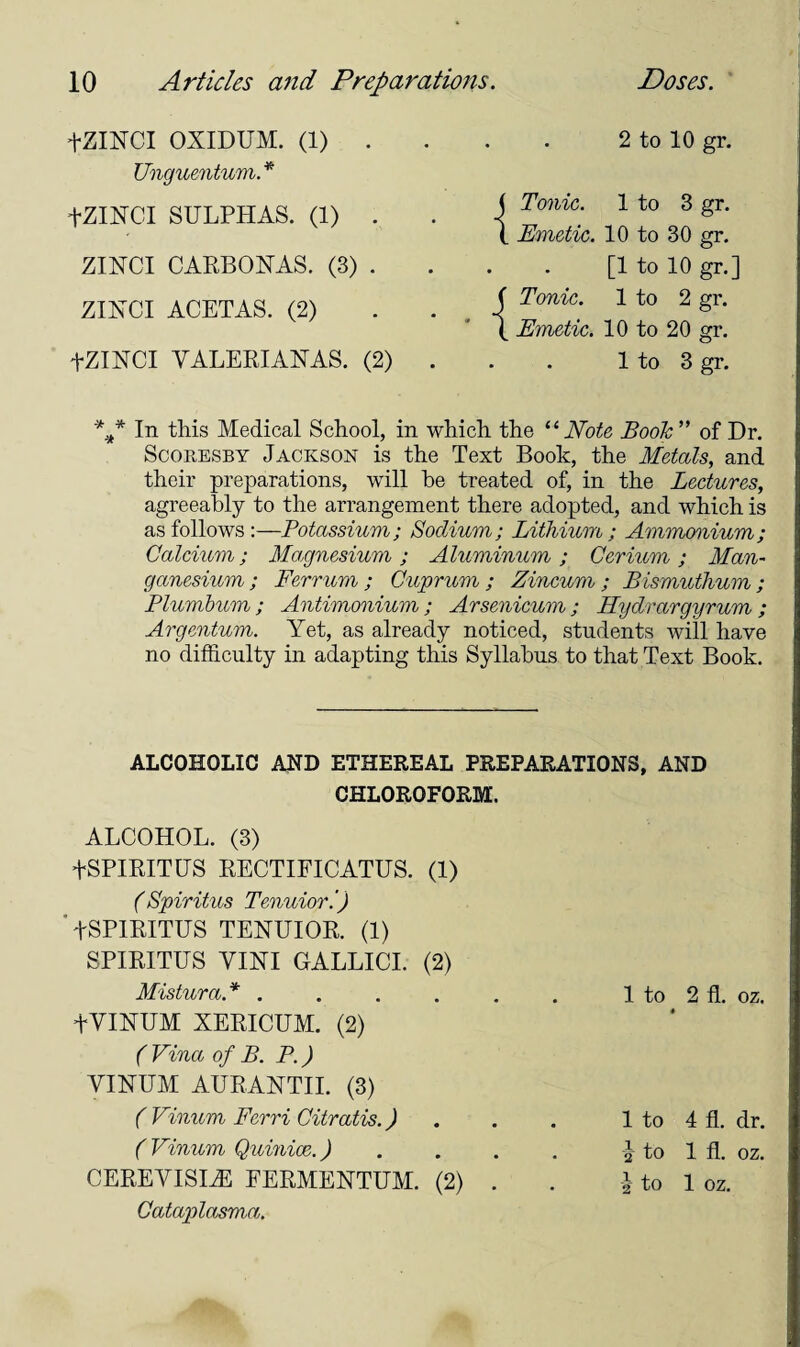 10 Articles and Preparations. Doses.
†ZINCI OXIDUM. (1) . . . . 2 to 10 gr.
Unguentum.*
†ZINCI SULPHAS. (1) . . { Tonic. 1 to 3 gr.
{ Emetic. 10 to 30 gr.
ZINCI CARBONAS. (3) . . . . [1 to 10 gr.]
ZINCI ACETAS. (2) . . { Tonic. 1 to 2 gr.
{ Emetic. 10 to 20 gr.
†ZINCI VALERIANAS. (2) . . . 1 to 3 gr.
*⁎* In this Medical School, in which the “Note Book” of Dr.
Scoresby Jackson is the Text Book, the Metals, and
their preparations, will be treated of, in the Lectures,
agreeably to the arrangement there adopted, and which is
as follows:—Potassium; Sodium; Lithium; Ammonium;
Calcium; Magnesium; Aluminum; Cerium; Man-
ganesium; Ferrum; Cuprum; Zincum; Bismuthum;
Plumbum; Antimonium; Arsenicum; Hydrargyrum;
Argentum. Yet, as already noticed, students will have
no difficulty in adapting this Syllabus to that Text Book.
ALCOHOLIC AND ETHEREAL PREPARATIONS, AND
CHLOROFORM.
ALCOHOL. (3)
†SPIRITUS RECTIFICATUS. (1)
(Spiritus Tenuior.)
†SPIRITUS TENUIOR. (1)
SPIRITUS VINI GALLICI. (2)
Mistura.* . . . . . . 1 to 2 fl. oz.
†VINUM XERICUM. (2)
(Vina of B. P.)
VINUM AURANTII. (3)
(Vinum Ferri Citratis.) . . . 1 to 4 fl. dr.
(Vinum Quiniæ.) . . . . ½ to 1 fl. oz.
CEREVISIÆ FERMENTUM. (2) . . ½ to 1 oz.
Cataplasma.